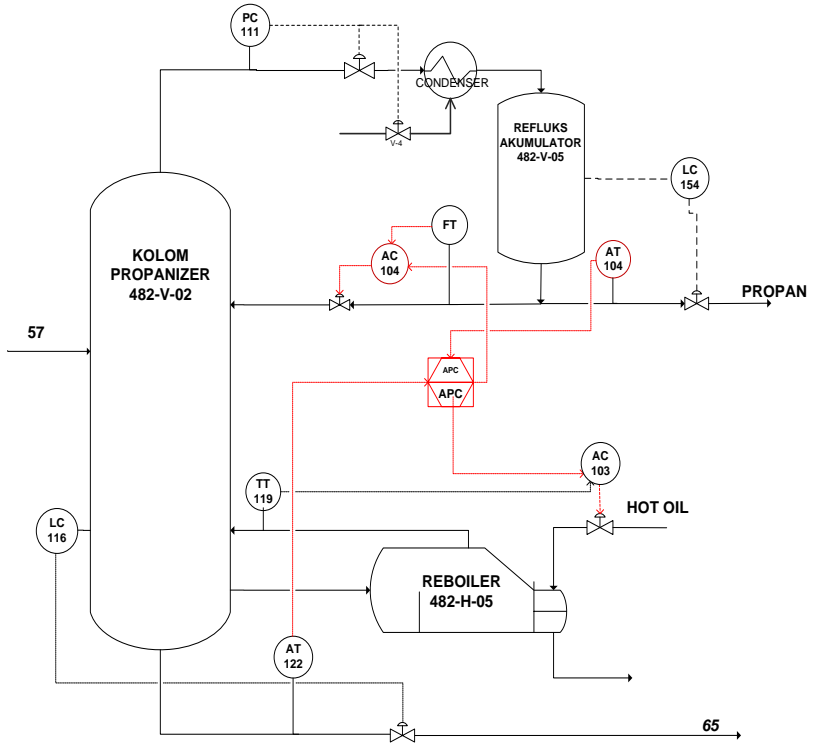 PC
111
CONDENSER
V-4
REFLUKS
AKUMULATOR
482-V-05
LC
154
FT
AC
104
AT
104
KOLOM
PROPANIZER
482-V-02
PROPAN
57
APC
APC
AC
103
TT
119
HOT OIL
LC
116
REBOILER
482-H-05
AT
122
65